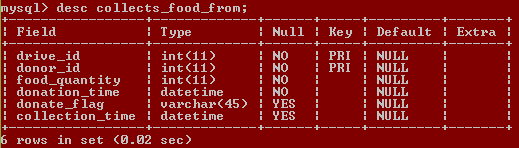 mysql> desc collects_food_from;
+-----------------+-------------+------+-----+---------+-------+
| Field           | Type        | Null | Key | Default | Extra |
+-----------------+-------------+------+-----+---------+-------+
| drive_id        | int(11)     | NO   | PRI | NULL    |       |
| donor_id        | int(11)     | NO   | PRI | NULL    |       |
| food_quantity   | int(11)     | NO   |     | NULL    |       |
| donation_time   | datetime    | NO   |     | NULL    |       |
| donate_flag     | varchar(45) | YES  |     | NULL    |       |
| collection_time | datetime    | YES  |     | NULL    |       |
+-----------------+-------------+------+-----+---------+-------+
6 rows in set (0.02 sec)